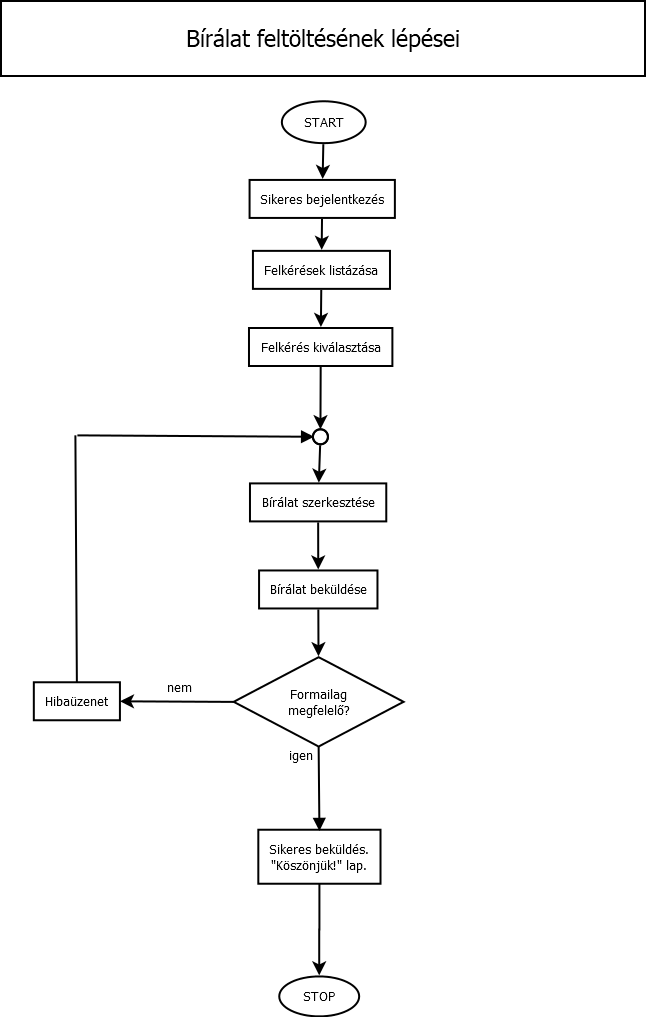 Bírálat feltöltésének lépései
START
Sikeres bejelentkezés
Felkérések listázása
Felkérés kiválasztása
Bírálat szerkesztése
Bírálat beküldése
Formailag
megfelelő?
nem
Hibaüzenet
igen
Sikeres beküldés.
"Köszönjük!" lap.
STOP